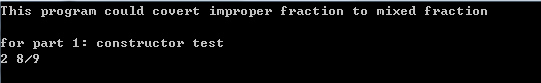 This program could covert improper fraction to mixed fraction
for part 1: constructor test
2 8/9